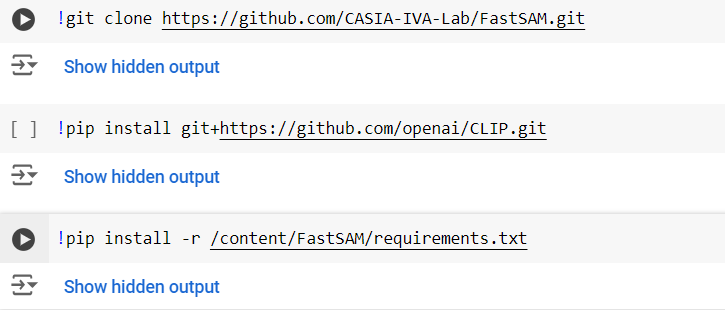 !git clone https://github.com/CASIA-IVA-Lab/FastSAM.git
Show hidden output
[ ] !pip install git+https://github.com/openai/CLIP.git
Show hidden output
!pip install -r /content/FastSAM/requirements.txt
Show hidden output